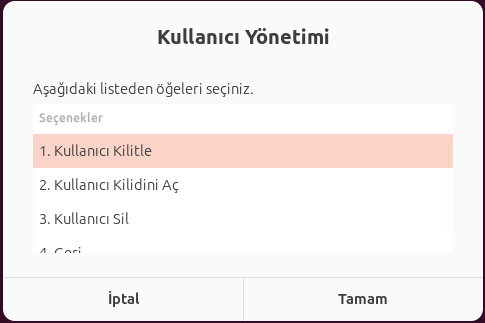 Kullanıcı Yönetimi
Aşağıdaki listeden öğeleri seçiniz.
Seçenekler
1. Kullanıcı Kilitle
2. Kullanıcı Kilidini Aç
3. Kullanıcı Sil
4. Geri
İptal
Tamam